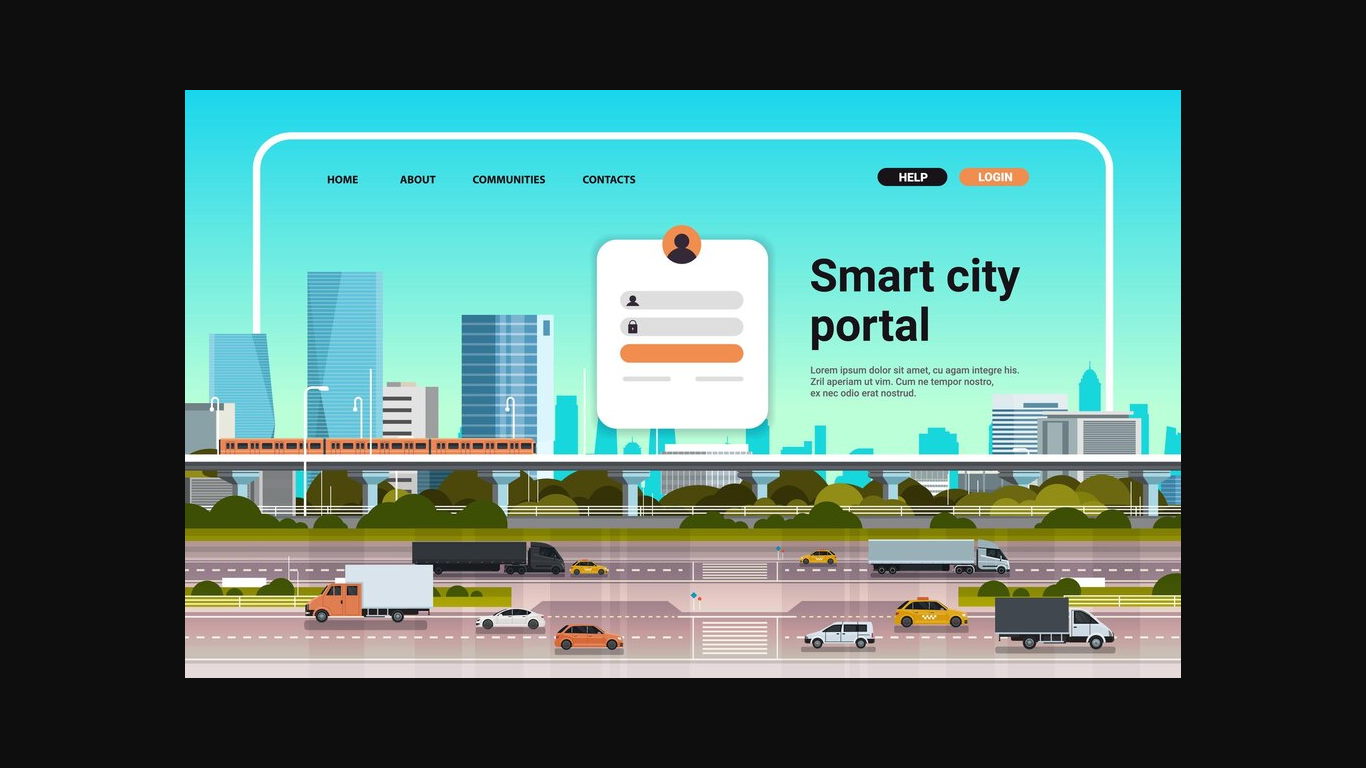 HOME ABOUT COMMUNITIES CONTACTS HELP LOGIN
Smart city
portal
Lorem ipsum dolor sit amet, cu agam integre his.
Zril aperiam ut vim. Cum ne tempor nostro,
ex nec odio erat nostrud.